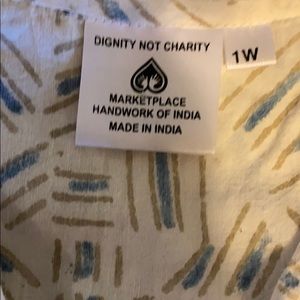 DIGNITY NOT CHARITY
1W
MARKETPLACE
HANDWORK OF INDIA
MADE IN INDIA